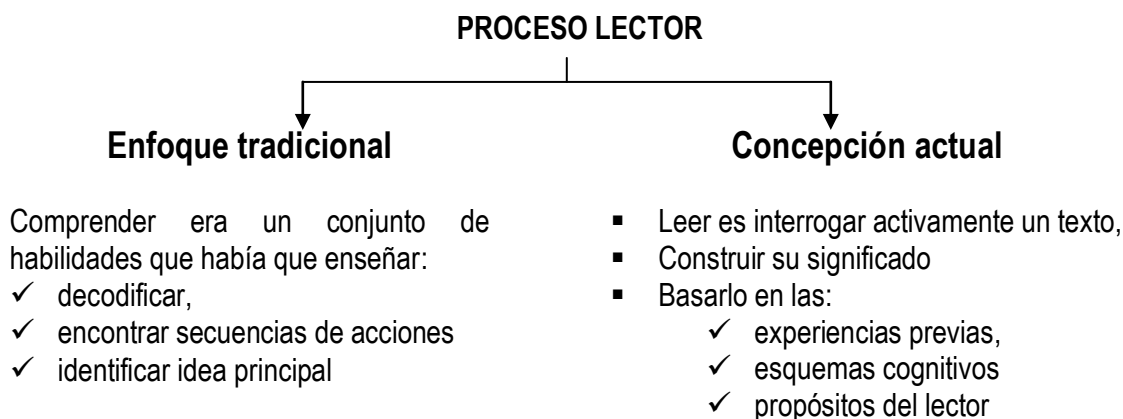 PROCESO LECTOR
Enfoque tradicional
Comprender era un conjunto de
habilidades que había que enseñar:
✓ decodificar,
✓ encontrar secuencias de acciones
✓ identificar idea principal
Concepción actual
▪ Leer es interrogar activamente un texto,
▪ Construir su significado
▪ Basarlo en las:
✓ experiencias previas,
✓ esquemas cognitivos
✓ propósitos del lector